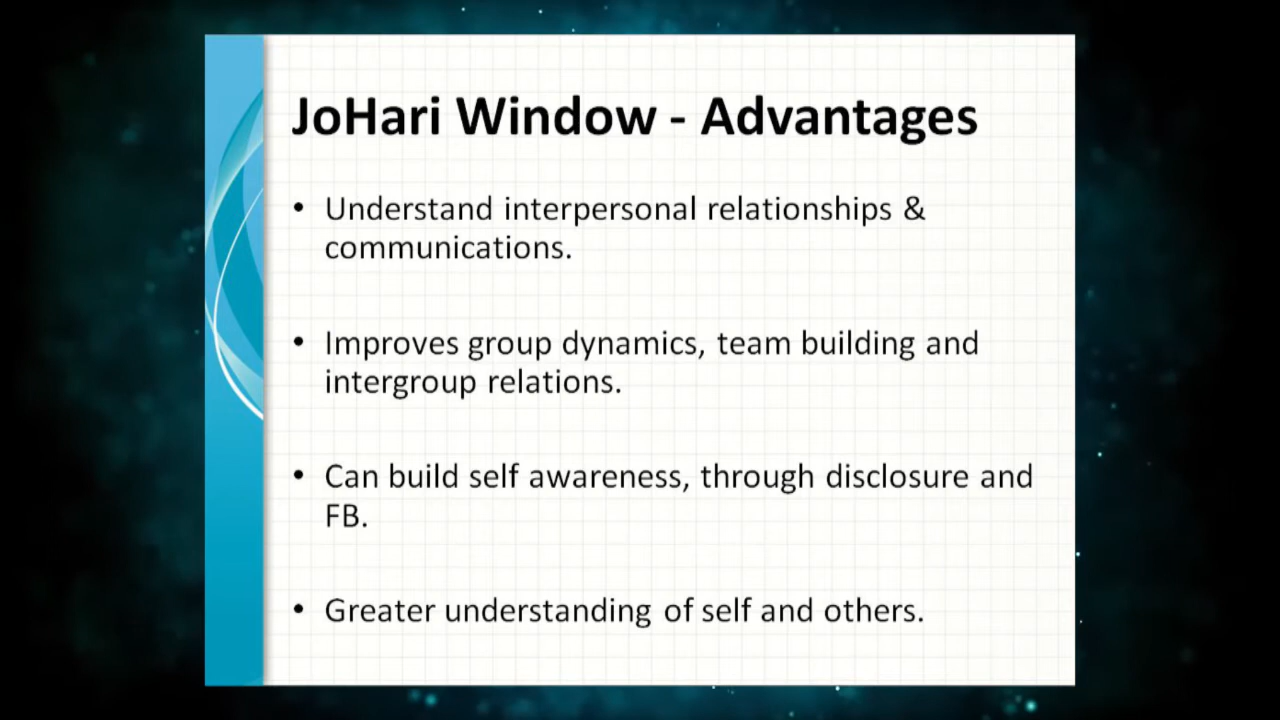 JoHari Window - Advantages
• Understand interpersonal relationships &
communications.
• Improves group dynamics, team building and
intergroup relations.
• Can build self awareness, through disclosure and
FB.
• Greater understanding of self and others.